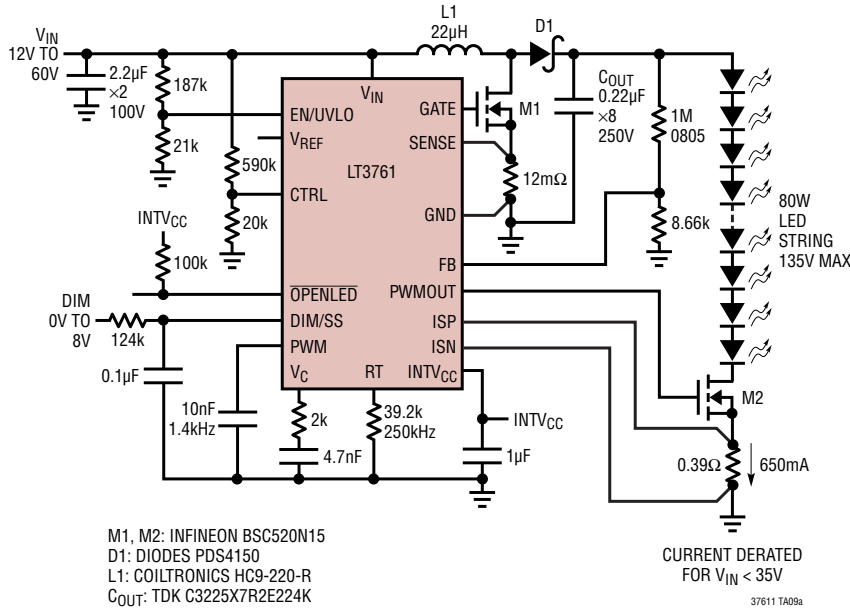 L1
22µH
D1
VIN
12V TO
60V
2.2µF
×2
100V
187k
21k
590k
20k
INTVCC
100k
DIM
0V TO
8V
124k
0.1µF
10nF
1.4kHz
VIN
EN/UVLO
VREF
CTRL
OPENLED
DIM/SS
PWM
VC
RT
INTVCC
LT3761
GATE
SENSE
GND
FB
PWMOUT
ISP
ISN
M1
12mΩ
COUT
0.22µF
×8
250V
1M
0805
8.66k
80W
LED
STRING
135V MAX
M2
2k
4.7nF
39.2k
250kHz
INTVCC
1µF
0.39Ω
650mA
M1, M2: INFINEON BSC520N15
D1: DIODES PDS4150
L1: COILTRONICS HC9-220-R
COUT: TDK C3225X7R2E224K
CURRENT DERATED
FOR VIN < 35V
37611 TA09a